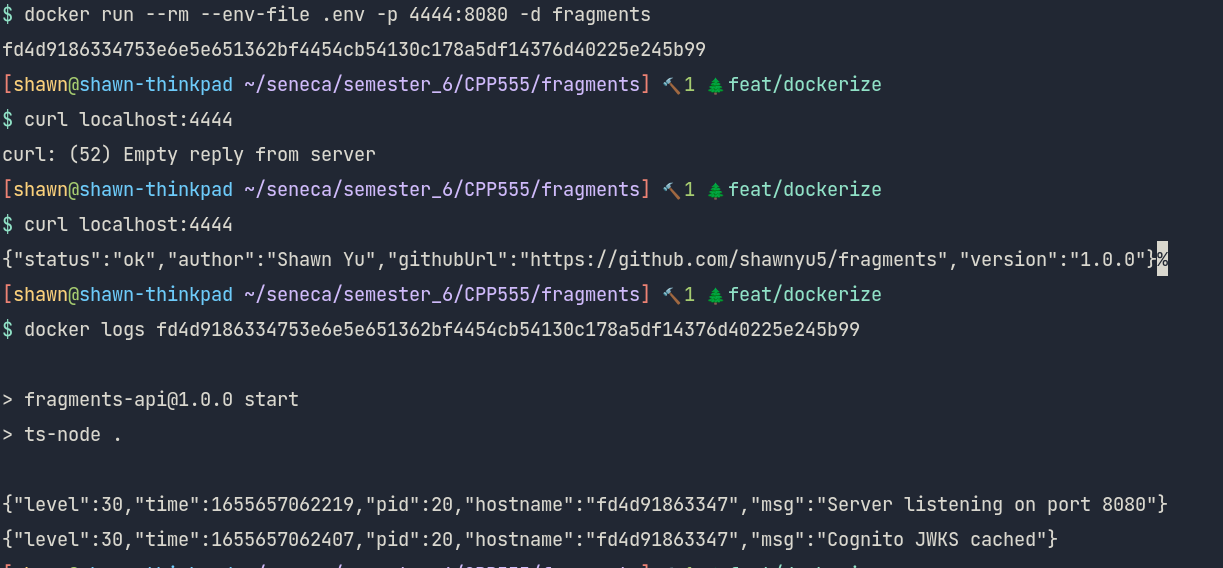 $ docker run --rm --env-file .env -p 4444:8080 -d fragments
fd4d9186334753e6e5e651362bf4454cb54130c178a5df14376d40225e245b99
[shawn@shawn-thinkpad ~/seneca/semester_6/CPP555/fragments] 🔨1 🌲feat/dockerize
$ curl localhost:4444
curl: (52) Empty reply from server
[shawn@shawn-thinkpad ~/seneca/semester_6/CPP555/fragments] 🔨1 🌲feat/dockerize
$ curl localhost:4444
{"status":"ok","author":"Shawn Yu","githubUrl":"https://github.com/shawnyu5/fragments","version":"1.0.0"}%
[shawn@shawn-thinkpad ~/seneca/semester_6/CPP555/fragments] 🔨1 🌲feat/dockerize
$ docker logs fd4d9186334753e6e5e651362bf4454cb54130c178a5df14376d40225e245b99
> fragments-api@1.0.0 start
> ts-node .
{"level":30,"time":1655657062219,"pid":20,"hostname":"fd4d91863347","msg":"Server listening on port 8080"}
{"level":30,"time":1655657062407,"pid":20,"hostname":"fd4d91863347","msg":"Cognito JWKS cached"}